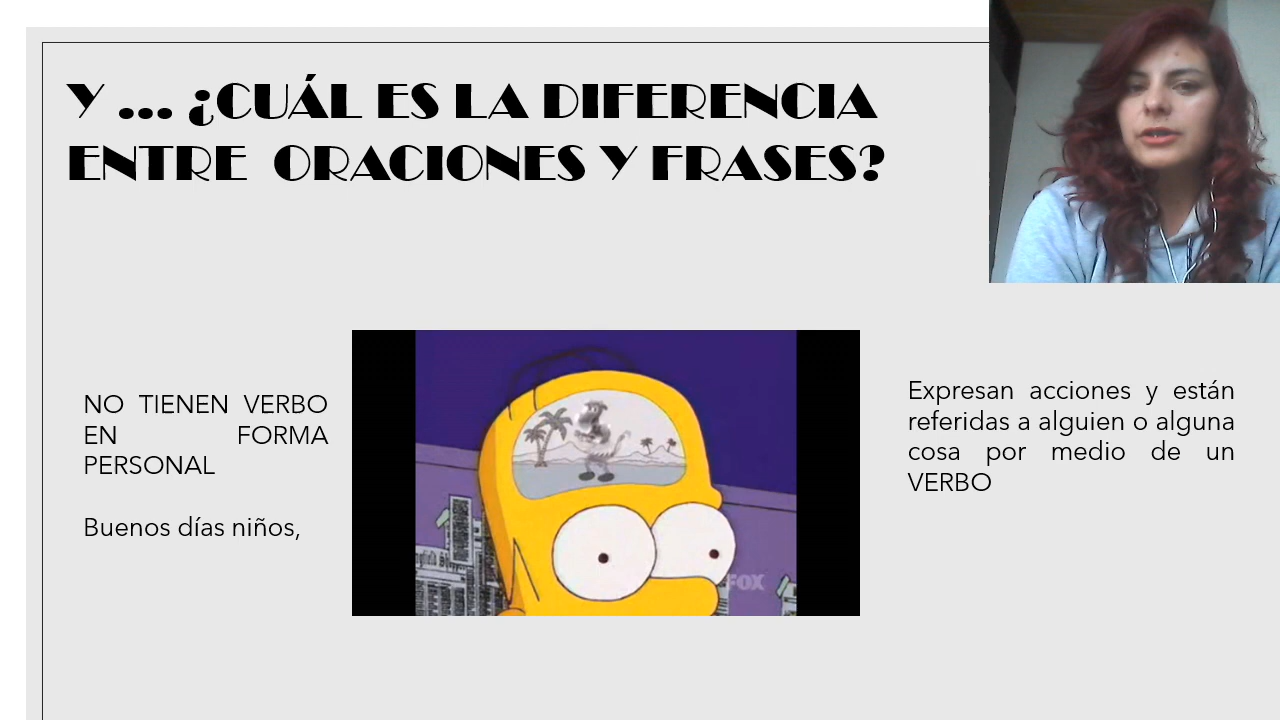 Y ... ¿CUÁL ES LA DIFERENCIA
ENTRE ORACIONES Y FRASES?
NO TIENEN VERBO
EN FORMA
PERSONAL
Buenos días niños,
FOX
Expresan acciones y están
referidas a alguien o alguna
cosa por medio de un
VERBO